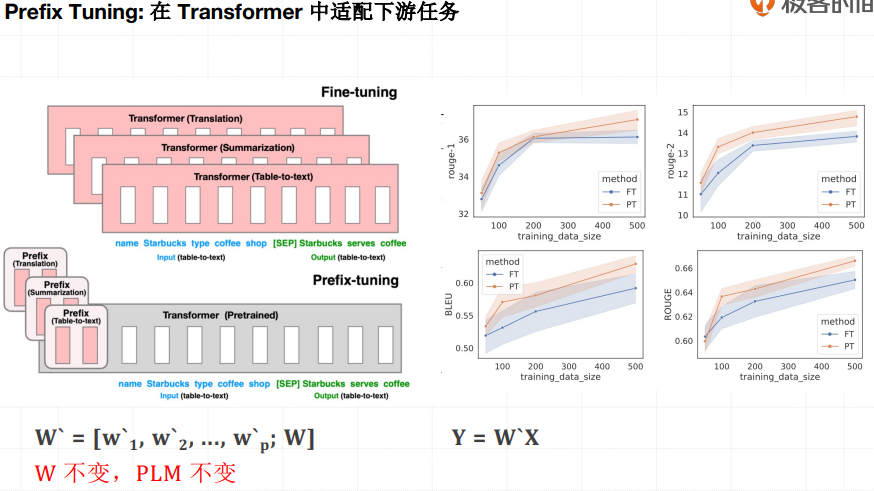 Prefix Tuning: 在 Transformer 中适配下游任务
极客时间
Fine-tuning
Transformer (Translation)
Transformer (Summarization)
Transformer (Table-to-text)
name Starbucks type coffee shop [SEP] Starbucks serves coffee
Input (table-to-text) Output (table-to-text)
Prefix-tuning
Prefix
(Translation)
Prefix
(Summarization)
Prefix
(Table-to-text)
Transformer (Pretrained)
name Starbucks type coffee shop [SEP] Starbucks serves coffee
Input (table-to-text) Output (table-to-text)
rouge-1
36
34
32
method
FT
PT
100 200 300 400 500
training_data_size
rouge-2
15
14
13
12
11
10
method
FT
PT
100 200 300 400 500
training_data_size
BLEU
0.60
0.55
0.50
method
FT
PT
100 200 300 400 500
training_data_size
ROUGE
0.66
0.64
0.62
0.60
method
FT
PT
100 200 300 400 500
training_data_size
W` = [w`1, w`2, ..., w`p; W]
Y = W`X
W 不变，PLM 不变